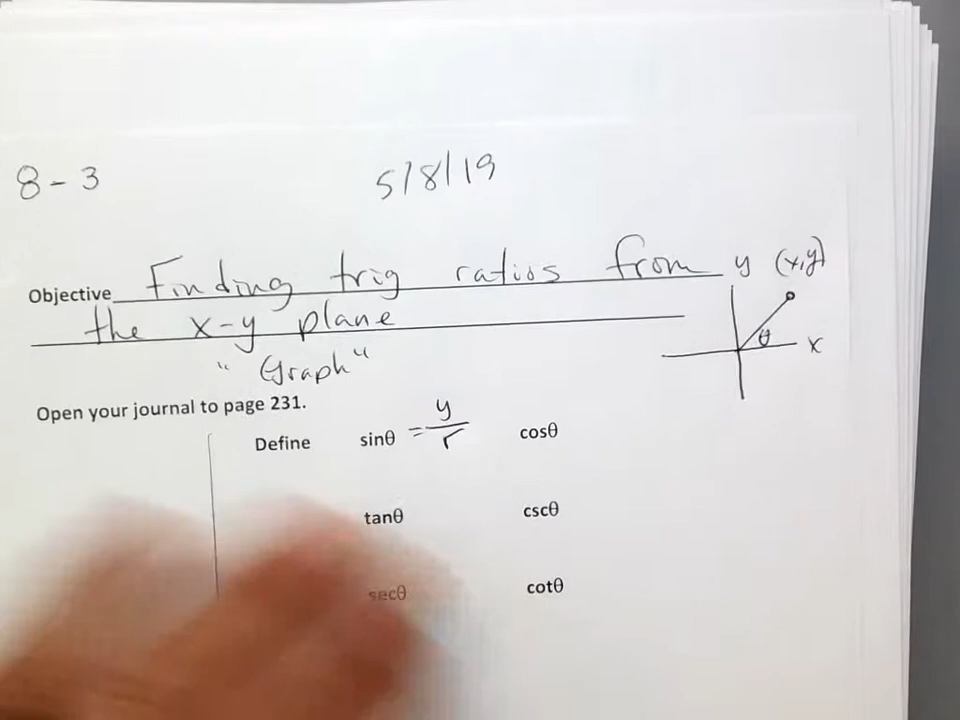 8-3 5/8/19
Objective Finding trig ratios from
the x-y plane
"Graph"
y (x,y)
θ x
Open your journal to page 231.
Define sinθ = y/r cosθ
tanθ cscθ
secθ cotθ